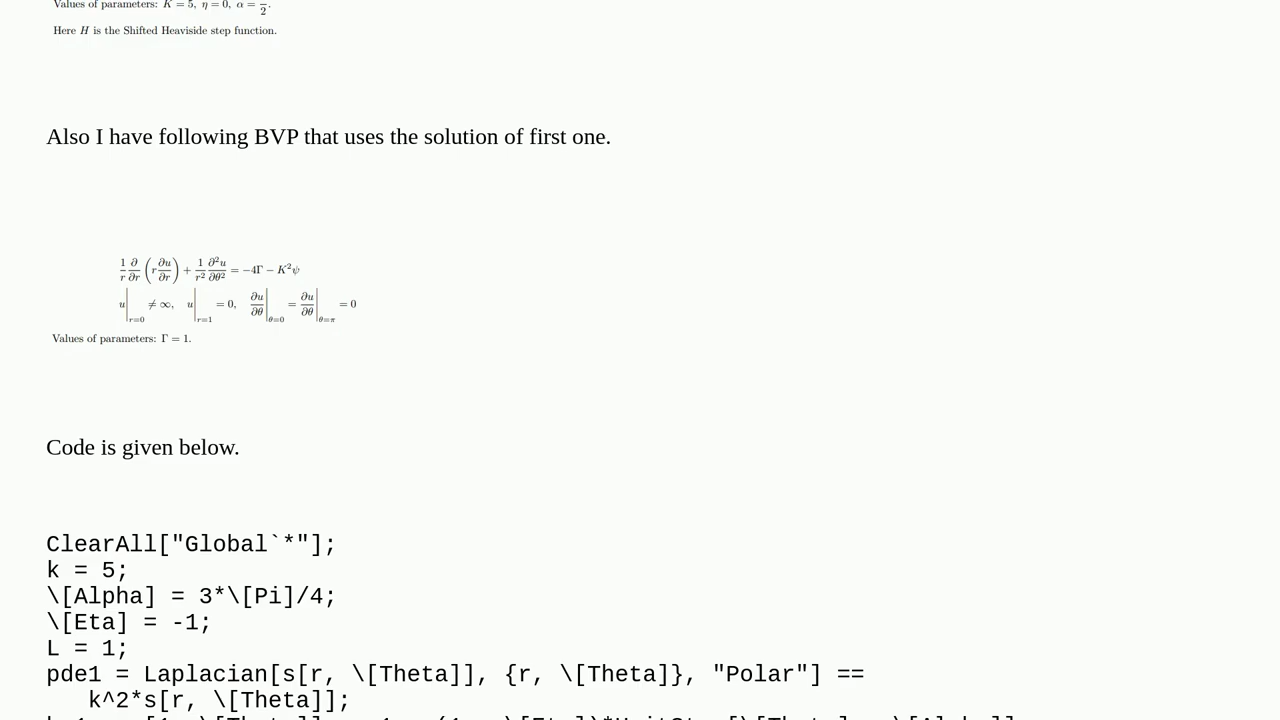 Values of parameters: K = 5, η = 0, α = –/2.
Here H is the Shifted Heaviside step function.
Also I have following BVP that uses the solution of first one.
1/r ∂/∂r (r ∂u/∂r) + 1/r² ∂²u/∂θ² = −4Γ − K²ψ
u|r=0 ≠ ∞, u|r=1 = 0, ∂u/∂θ|θ=0 = ∂u/∂θ|θ=π = 0
Values of parameters: Γ = 1.
Code is given below.
ClearAll["Global`*"];
k = 5;
\[Alpha] = 3*\[Pi]/4;
\[Eta] = -1;
L = 1;
pde1 = Laplacian[s[r, \[Theta]], {r, \[Theta]}, "Polar"] ==
k^2*s[r, \[Theta]];